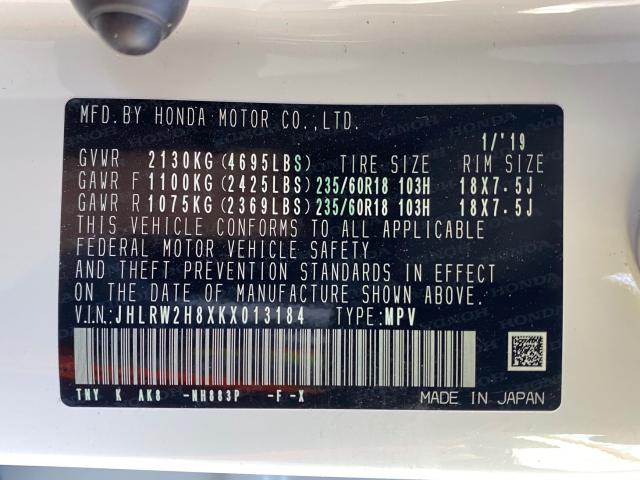 MFD.BY HONDA MOTOR CO.,LTD.
1/'19
GVWR 2130KG(4695LBS) TIRE SIZE RIM SIZE
GAWR F 1100KG(2425LBS) 235/60R18 103H 18X7.5J
GAWR R 1075KG(2369LBS) 235/60R18 103H 18X7.5J
THIS VEHICLE CONFORMS TO ALL APPLICABLE
FEDERAL MOTOR VEHICLE SAFETY
AND THEFT PREVENTION STANDARDS IN EFFECT
ON THE DATE OF MANUFACTURE SHOWN ABOVE.
V.I.N.:JHLRW2H8XKX013184 TYPE:MPV
TNY K AK8 -NH883P -F -X
MADE IN JAPAN